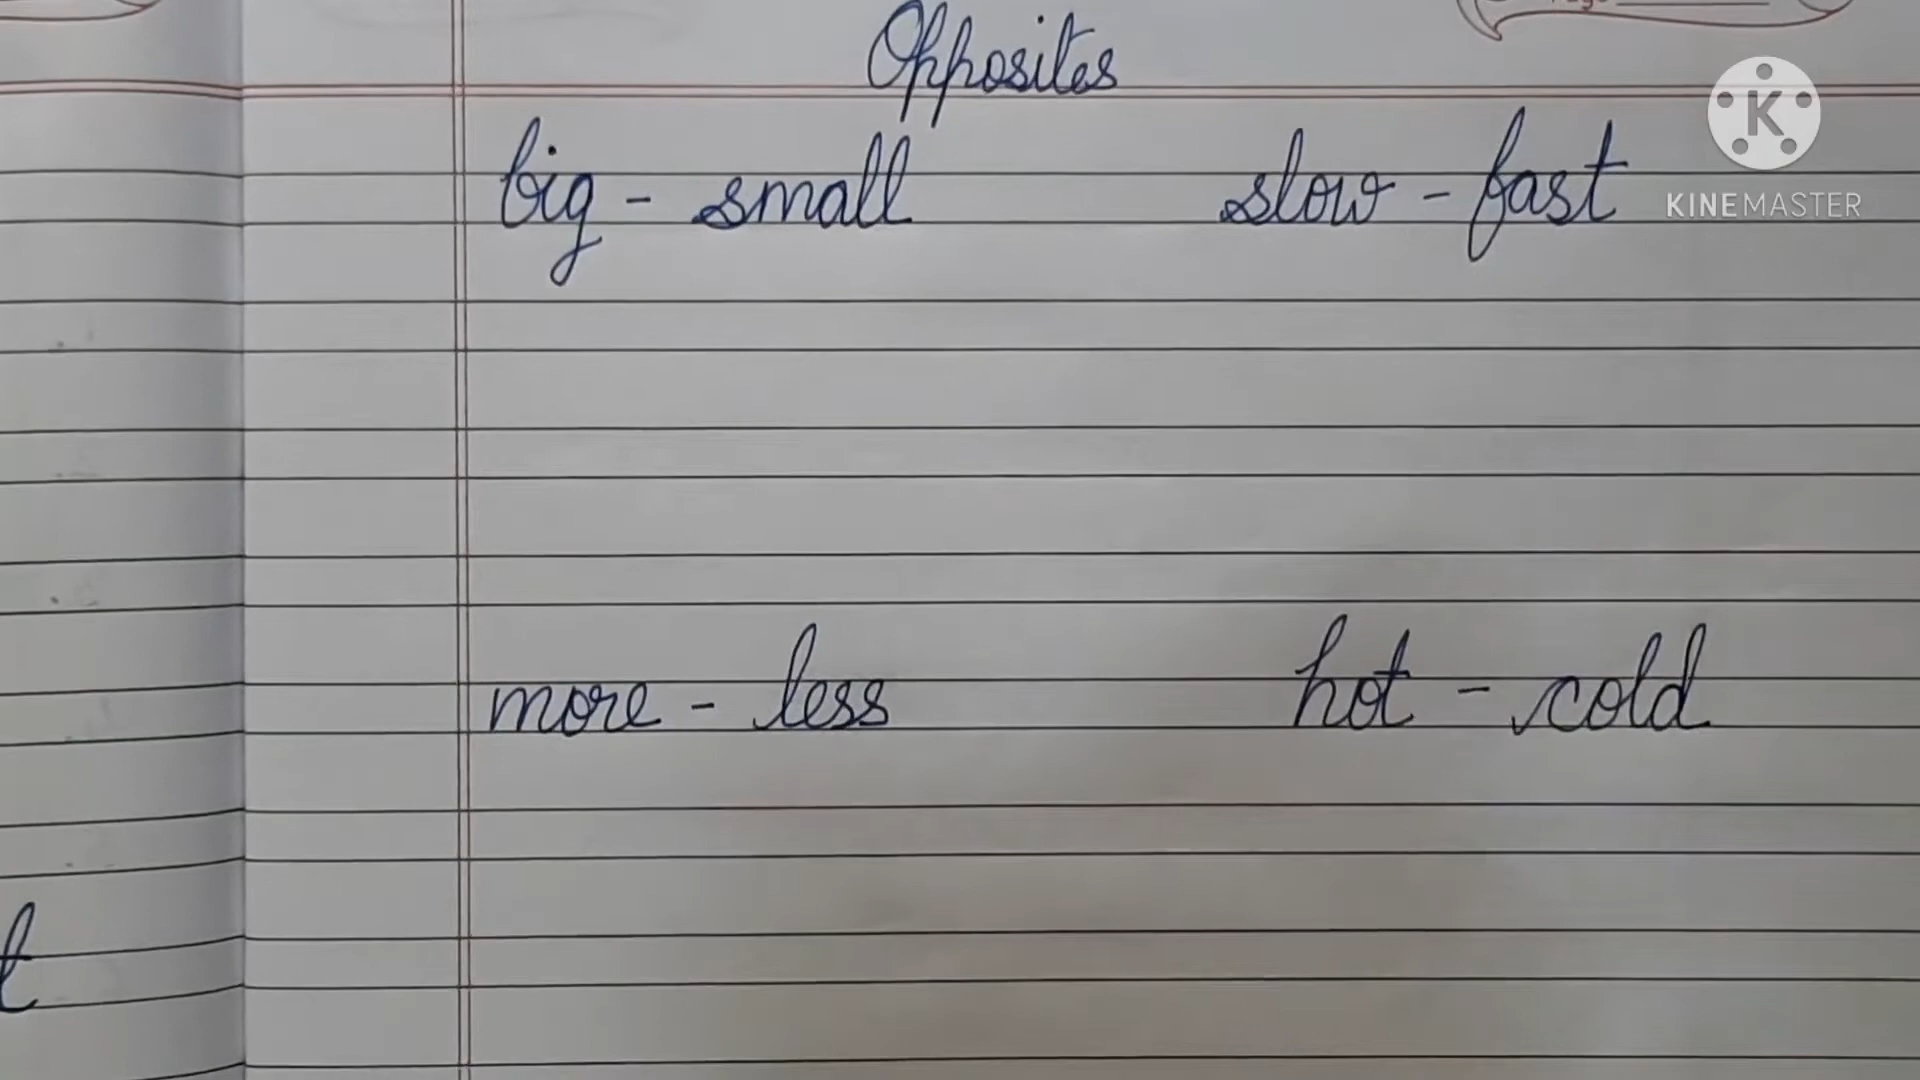 Opposites
big - small slow - fast
KINEMASTER
more - less hot - cold